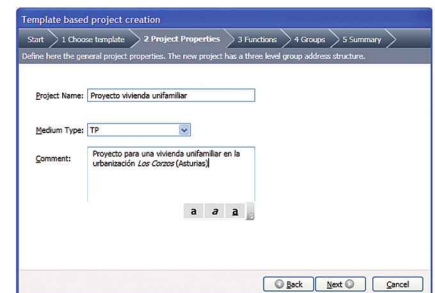 Template based project creation
Start 1 Choose template 2 Project Properties 3 Functions 4 Groups 5 Summary
Define here the general project properties. The new project has a three level group address structure.
Project Name: Proyecto vivienda unifamiliar
Medium Type: TP
Comment: Proyecto para una vivienda unifamiliar en la
urbanización Los Corzos (Asturias)
a a a
Back Next Cancel